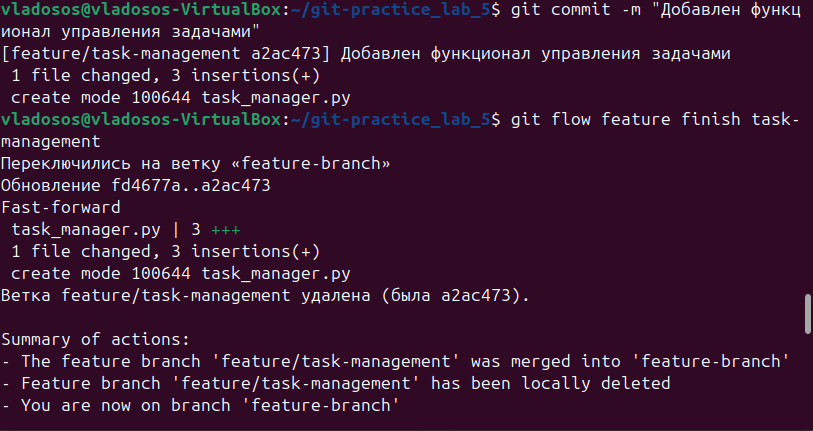 vladosos@vladosos-VirtualBox:~/git-practice_lab_5$ git commit -m "Добавлен функц
ионал управления задачами"
[feature/task-management a2ac473] Добавлен функционал управления задачами
 1 file changed, 3 insertions(+)
 create mode 100644 task_manager.py
vladosos@vladosos-VirtualBox:~/git-practice_lab_5$ git flow feature finish task-
management
Переключились на ветку «feature-branch»
Обновление fd4677a..a2ac473
Fast-forward
 task_manager.py | 3 +++
 1 file changed, 3 insertions(+)
 create mode 100644 task_manager.py
Ветка feature/task-management удалена (была a2ac473).

Summary of actions:
- The feature branch 'feature/task-management' was merged into 'feature-branch'
- Feature branch 'feature/task-management' has been locally deleted
- You are now on branch 'feature-branch'